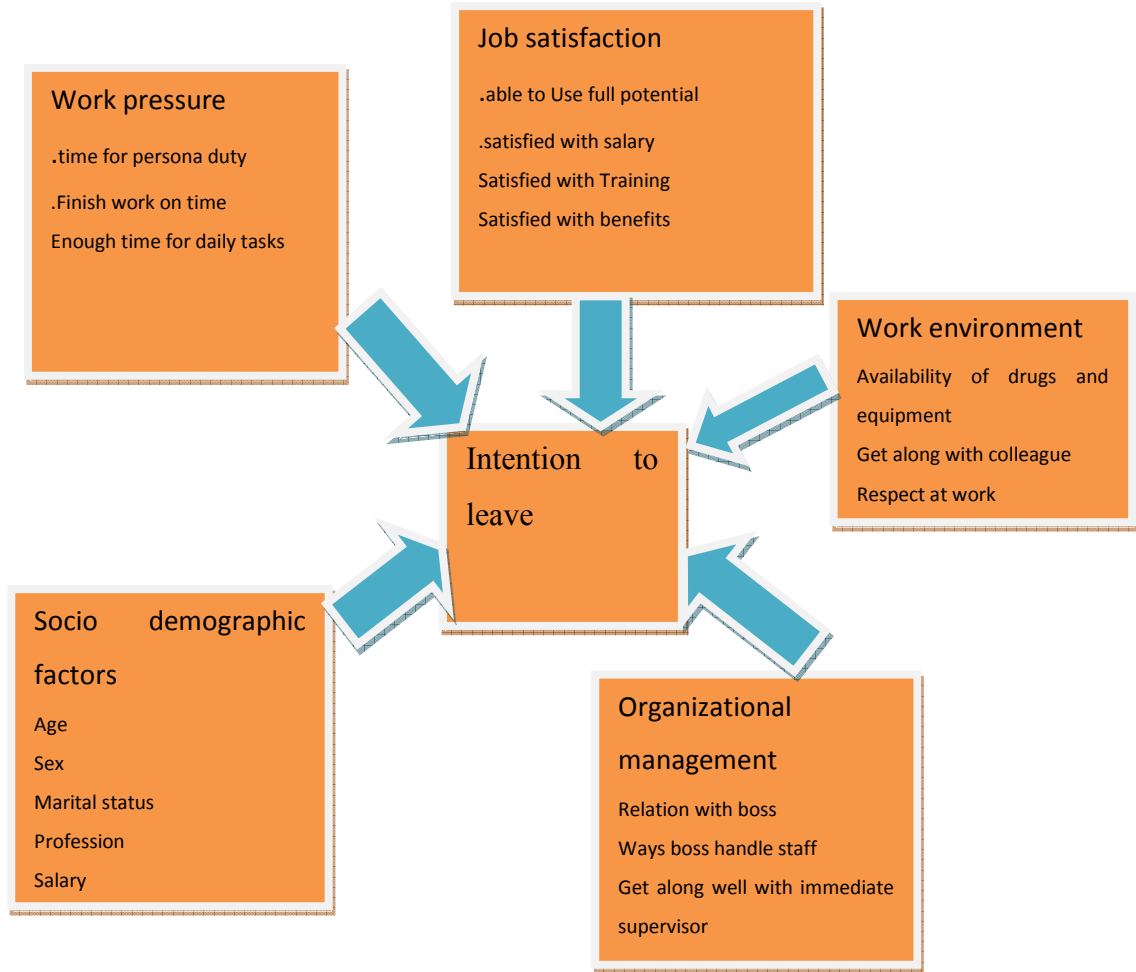 Job satisfaction
.able to Use full potential
.satisfied with salary
Satisfied with Training
Satisfied with benefits
Work pressure
.time for persona duty
.Finish work on time
Enough time for daily tasks
Work environment
Availability of drugs and
equipment
Get along with colleague
Respect at work
Intention to
leave
Socio demographic
factors
Age
Sex
Marital status
Profession
Salary
Organizational
management
Relation with boss
Ways boss handle staff
Get along well with immediate
supervisor